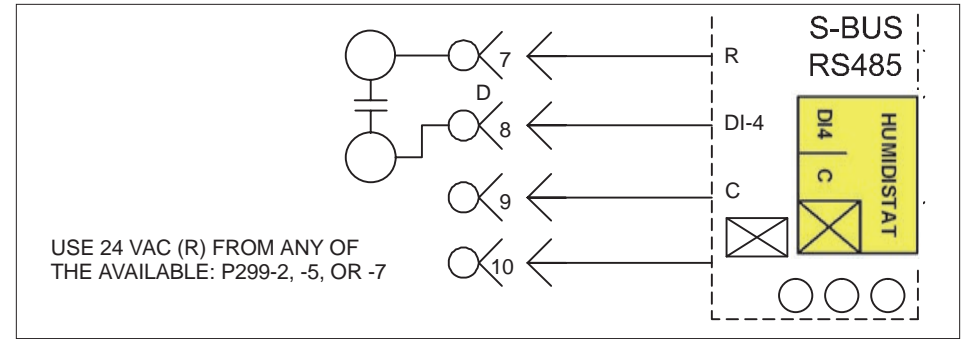 S-BUS
RS485
7
R
D
8
DI-4
DI4
C
HUMIDISTAT
9
C
10
USE 24 VAC (R) FROM ANY OF
THE AVAILABLE: P299-2, -5, OR -7